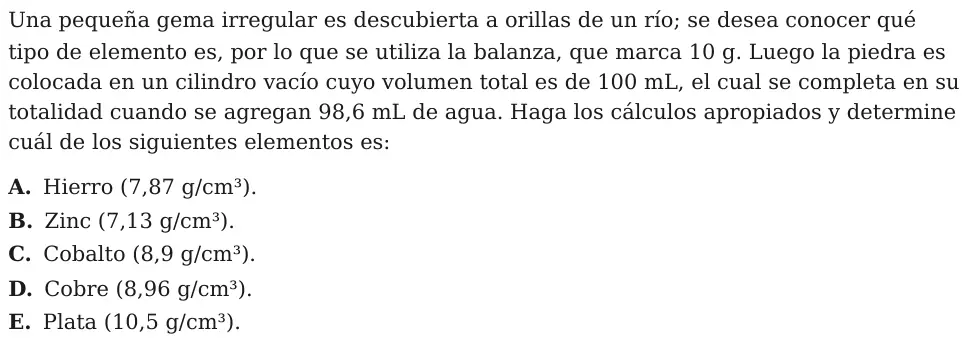 Una pequeña gema irregular es descubierta a orillas de un río; se desea conocer qué
tipo de elemento es, por lo que se utiliza la balanza, que marca 10 g. Luego la piedra es
colocada en un cilindro vacío cuyo volumen total es de 100 mL, el cual se completa en su
totalidad cuando se agregan 98,6 mL de agua. Haga los cálculos apropiados y determine
cuál de los siguientes elementos es:
A. Hierro (7,87 g/cm³).
B. Zinc (7,13 g/cm³).
C. Cobalto (8,9 g/cm³).
D. Cobre (8,96 g/cm³).
E. Plata (10,5 g/cm³).